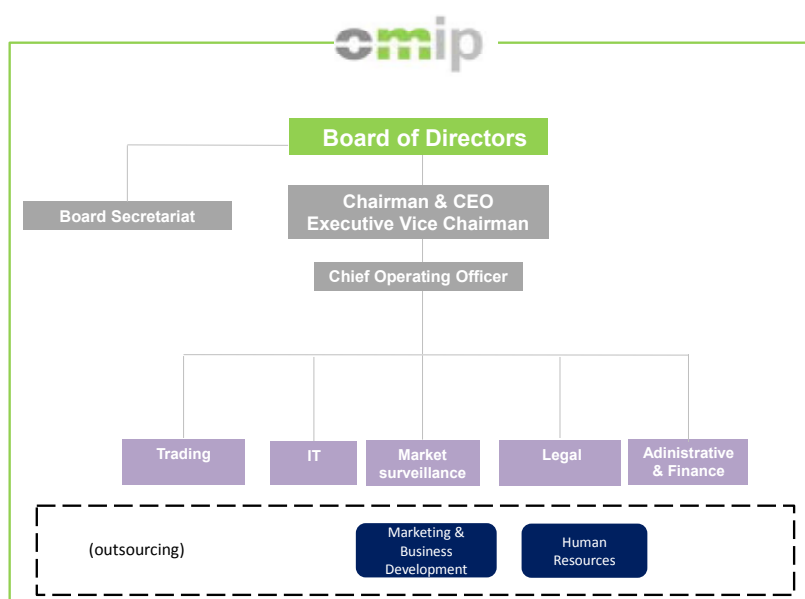 omip
Board of Directors
Board Secretariat
Chairman & CEO
Executive Vice Chairman
Chief Operating Officer
Trading
IT
Market
surveillance
Legal
Adinistrative
& Finance
(outsourcing)
Marketing &
Business
Development
Human
Resources